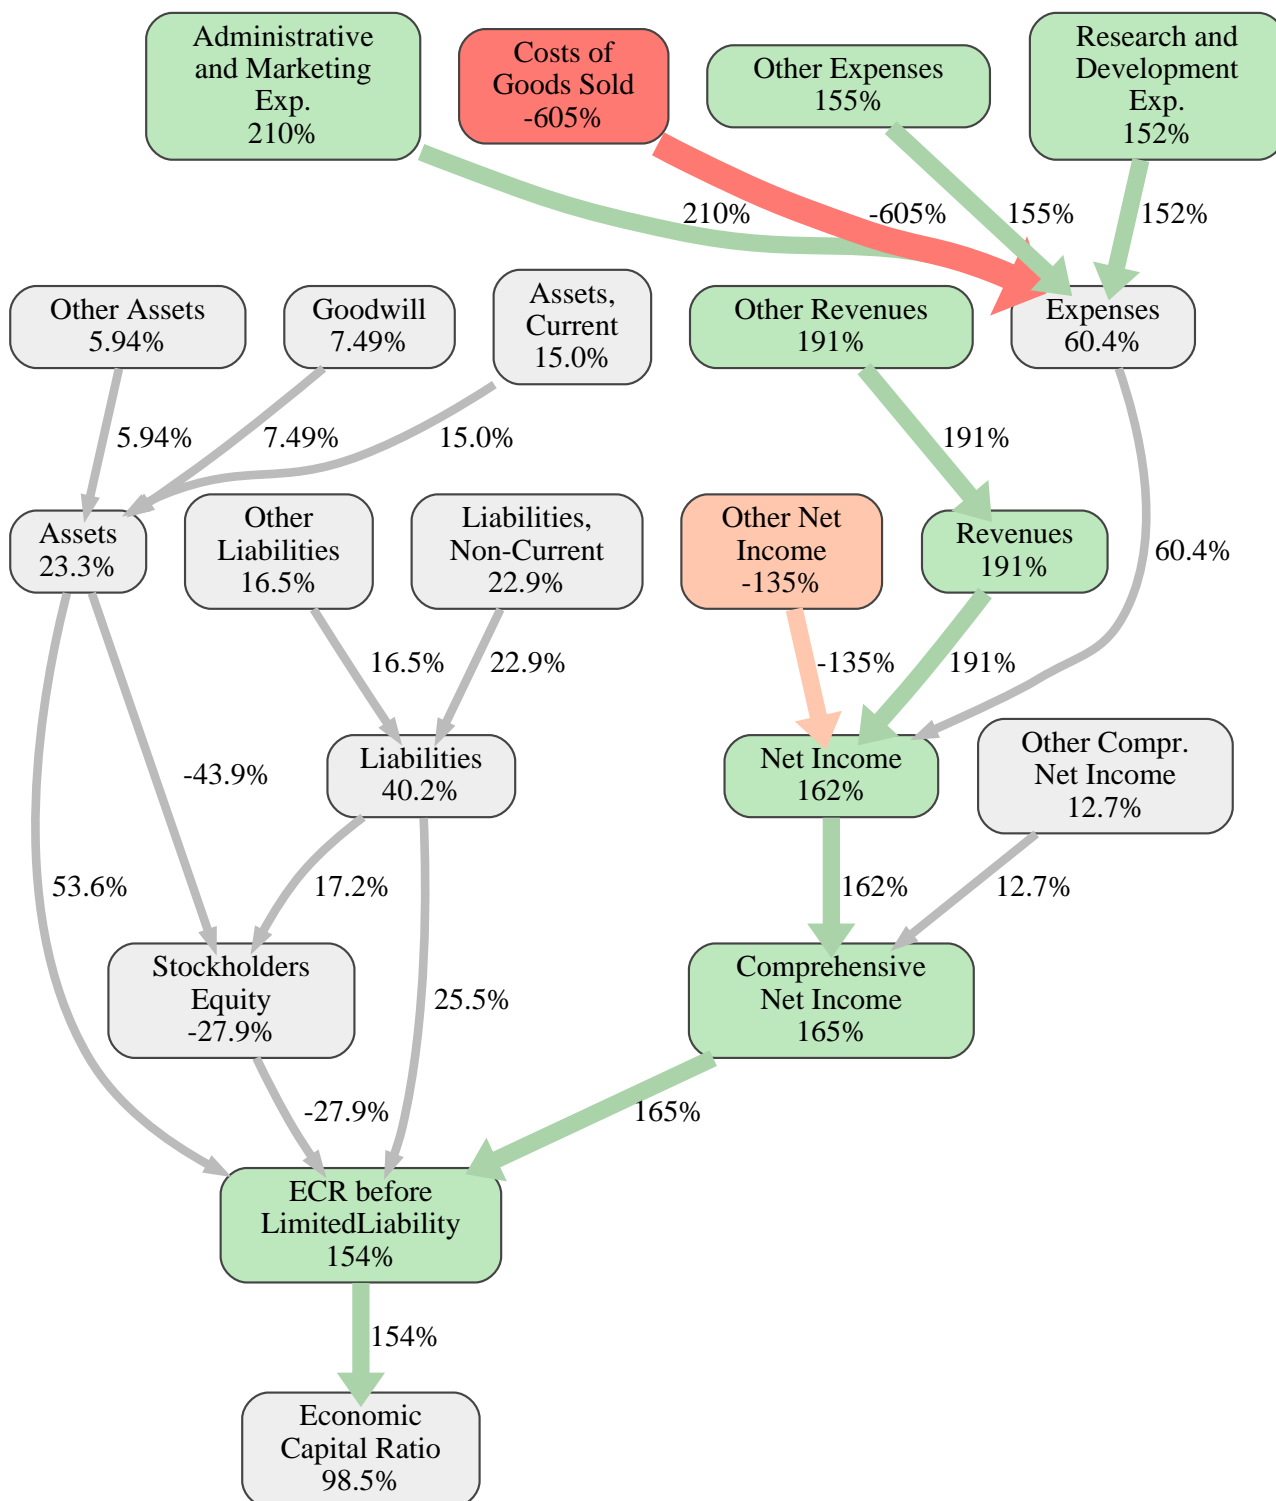 Administrative
and Marketing
Exp.
210%
Costs of
Goods Sold
-605%
Other Expenses
155%
Research and
Development
Exp.
152%
210%
-605%
155%
152%
Other Assets
5.94%
Goodwill
7.49%
Assets,
Current
15.0%
Other Revenues
191%
Expenses
60.4%
5.94%
7.49%
15.0%
191%
Assets
23.3%
Other
Liabilities
16.5%
Liabilities,
Non-Current
22.9%
Other Net
Income
-135%
Revenues
191%
60.4%
16.5%
22.9%
-135%
191%
-43.9%
Liabilities
40.2%
Net Income
162%
Other Compr.
Net Income
12.7%
53.6%
17.2%
162%
12.7%
Stockholders
Equity
-27.9%
25.5%
Comprehensive
Net Income
165%
-27.9%
165%
ECR before
LimitedLiability
154%
154%
Economic
Capital Ratio
98.5%